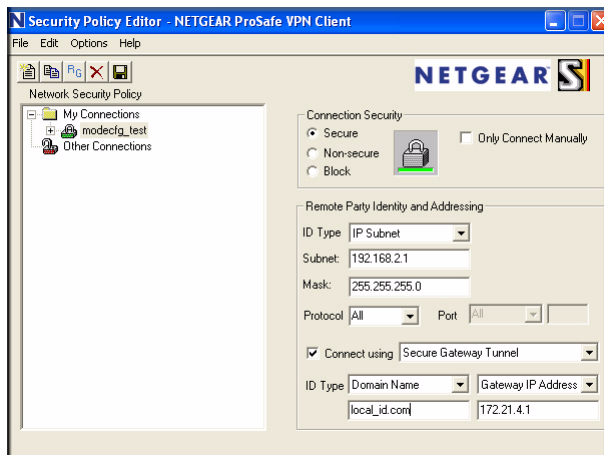 Security Policy Editor - NETGEAR ProSafe VPN Client
File Edit Options Help
NETGEAR
Network Security Policy
My Connections
modecfg_test
Other Connections
Connection Security
Secure
Non-secure
Block
Only Connect Manually
Remote Party Identity and Addressing
ID Type IP Subnet
Subnet: 192.168.2.1
Mask: 255.255.255.0
Protocol All Port All
Connect using Secure Gateway Tunnel
ID Type Domain Name Gateway IP Address
local_id.com 172.21.4.1